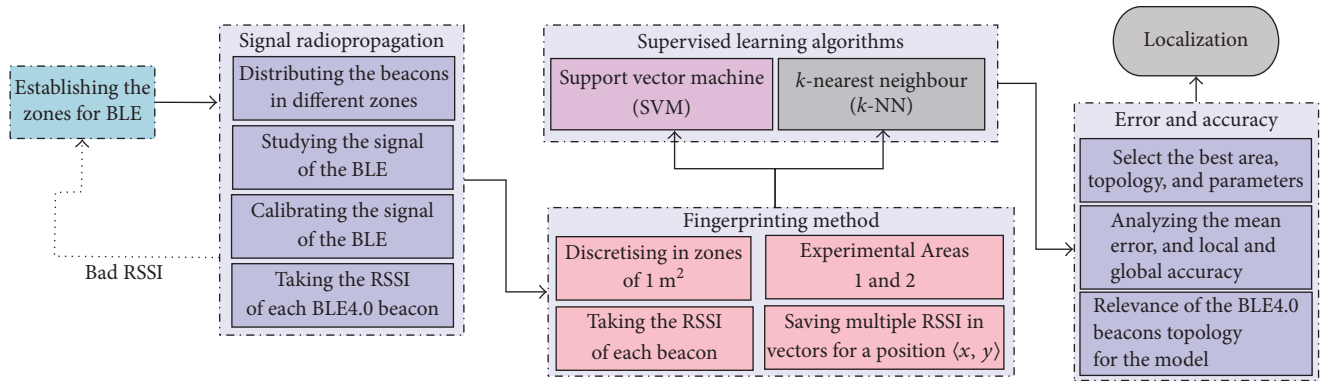 Establishing the
zones for BLE
Bad RSSI
Signal radiopropagation
Distributing the beacons
in different zones
Studying the signal
of the BLE
Calibrating the signal
of the BLE
Taking the RSSI
of each BLE4.0 beacon
Supervised learning algorithms
Support vector machine
(SVM)
k-nearest neighbour
(k-NN)
Fingerprinting method
Discretising in zones
of 1 m²
Experimental Areas
1 and 2
Taking the RSSI
of each beacon
Saving multiple RSSI in
vectors for a position ⟨x, y⟩
Localization
Error and accuracy
Select the best area,
topology, and parameters
Analyzing the mean
error, and local and
global accuracy
Relevance of the BLE4.0
beacons topology
for the model